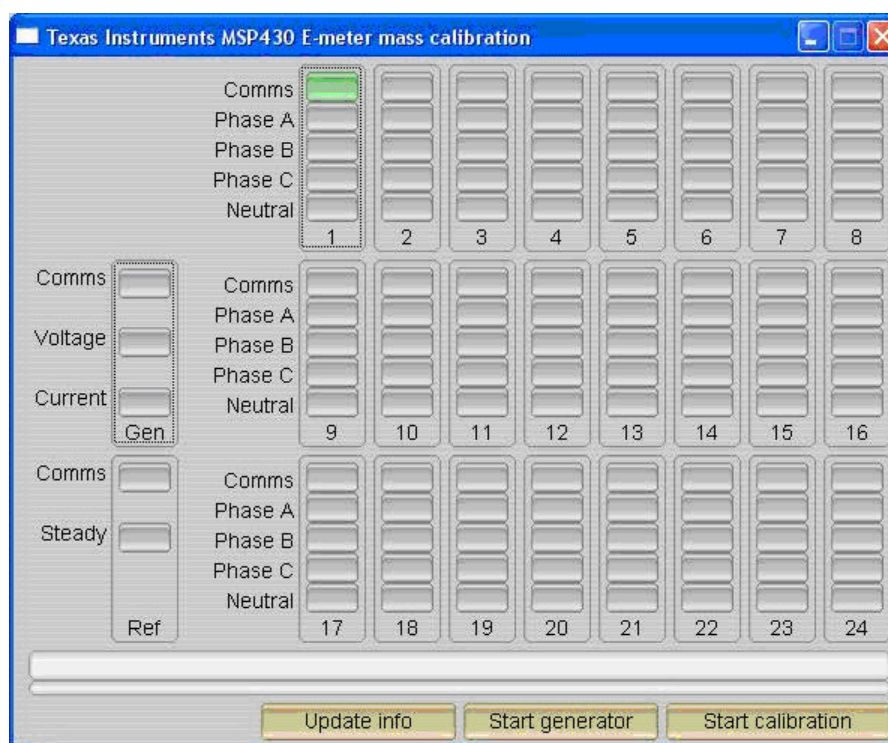 Texas Instruments MSP430 E-meter mass calibration
Comms
Phase A
Phase B
Phase C
Neutral
1 2 3 4 5 6 7 8
Comms
Voltage
Current
Gen
Comms
Phase A
Phase B
Phase C
Neutral
9 10 11 12 13 14 15 16
Comms
Steady
Ref
Comms
Phase A
Phase B
Phase C
Neutral
17 18 19 20 21 22 23 24
Update info Start generator Start calibration